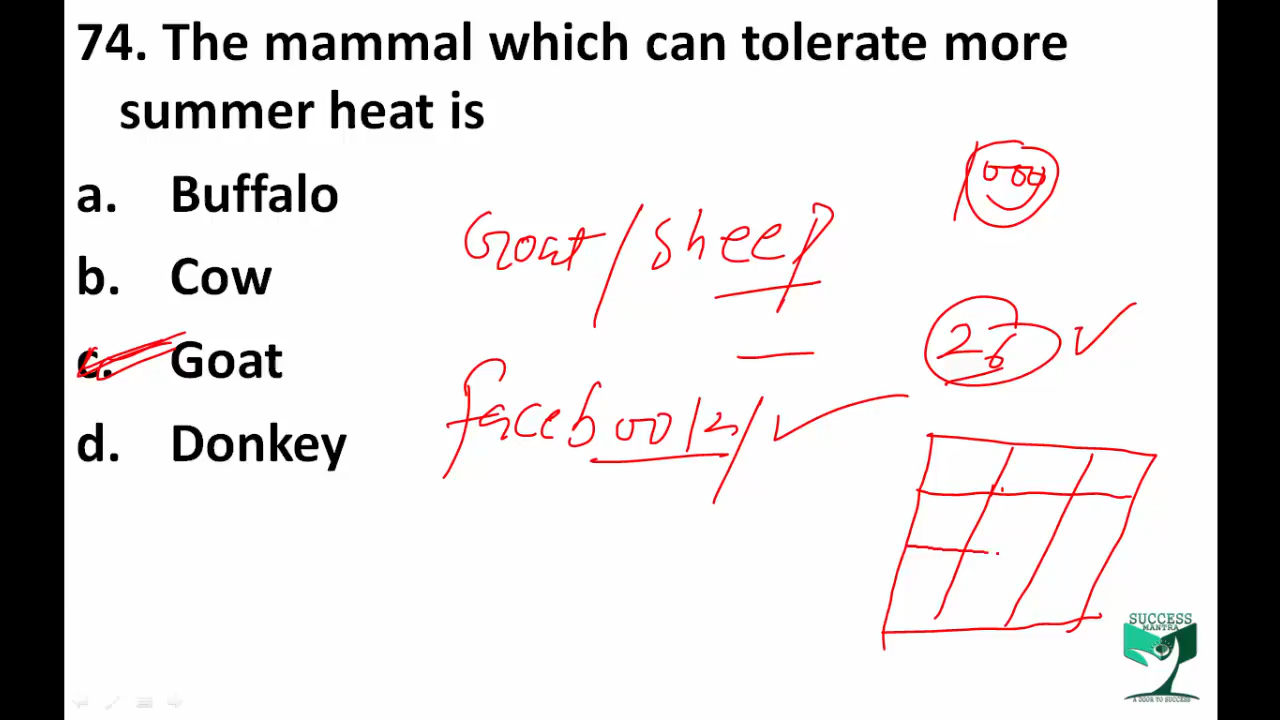 74. The mammal which can tolerate more
summer heat is
a. Buffalo
b. Cow
c. Goat
d. Donkey
Goat/sheep
26
facebook/
SUCCESS
MANTRA
A DOOR TO SUCCESS